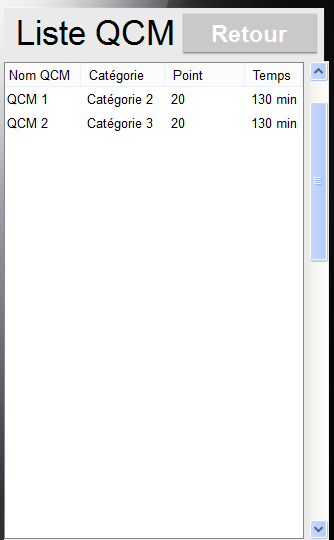 Liste QCM Retour
Nom QCM Catégorie Point Temps
QCM 1 Catégorie 2 20 130 min
QCM 2 Catégorie 3 20 130 min